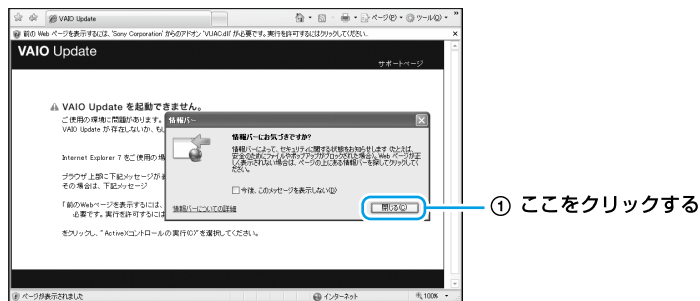 VAIO Update
ページ(P)
ツール(O)
前の Web ページを表示するには、'Sony Corporation' からのアドオン 'VUAC.dll' が必要です。実行を許可するにはクリックしてください。
VAIO Update
サポートページ
VAIO Update を起動できません。
ご使用の環境に問題があります。
VAIO Update が存在しないか、もし
Internet Explorer 7 をご使用の場
ブラウザ上部に下記メッセージが
その場合は、下記メッセージ
「前のWebページを表示するには、
必要です。実行を許可するには
をクリックし、"ActiveXコントロールの実行(O)"を選択してください。
情報バー
情報バーにお気づきですか?
情報バーによって、セキュリティに関する状態をお知らせします (たとえば、
安全のためにファイルやポップアップがブロックされた場合)。Web ページが正
しく表示されない場合は、ページの上にある情報バーを探してクリックして
ください。
今後、このメッセージを表示しない(D)
情報バーについての詳細
閉じる(C)
① ここをクリックする
ページが表示されました
インターネット
100%